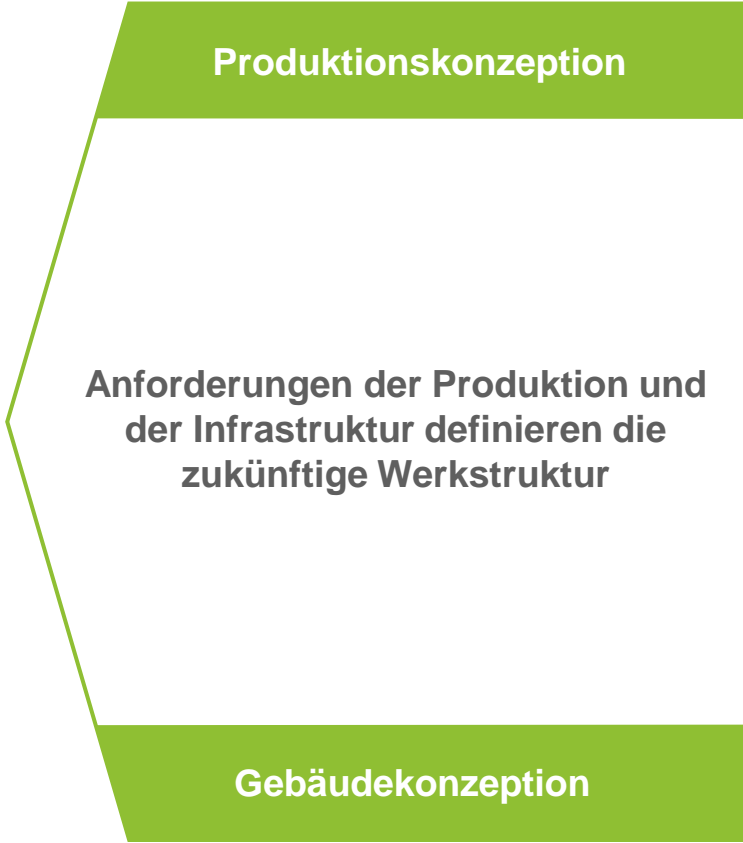 Produktionskonzeption
Anforderungen der Produktion und
der Infrastruktur definieren die
zukünftige Werkstruktur
Gebäudekonzeption